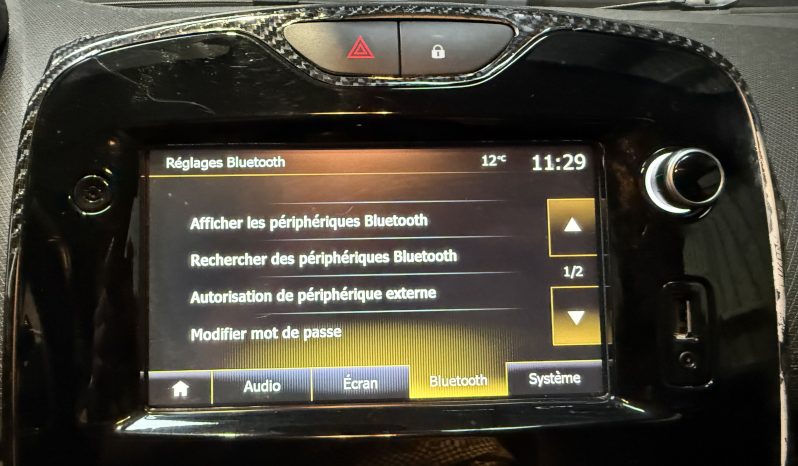 Réglages Bluetooth 12°C 11:29
Afficher les périphériques Bluetooth
Rechercher des périphériques Bluetooth
1/2
Autorisation de périphérique externe
Modifier mot de passe
Audio Écran Bluetooth Système